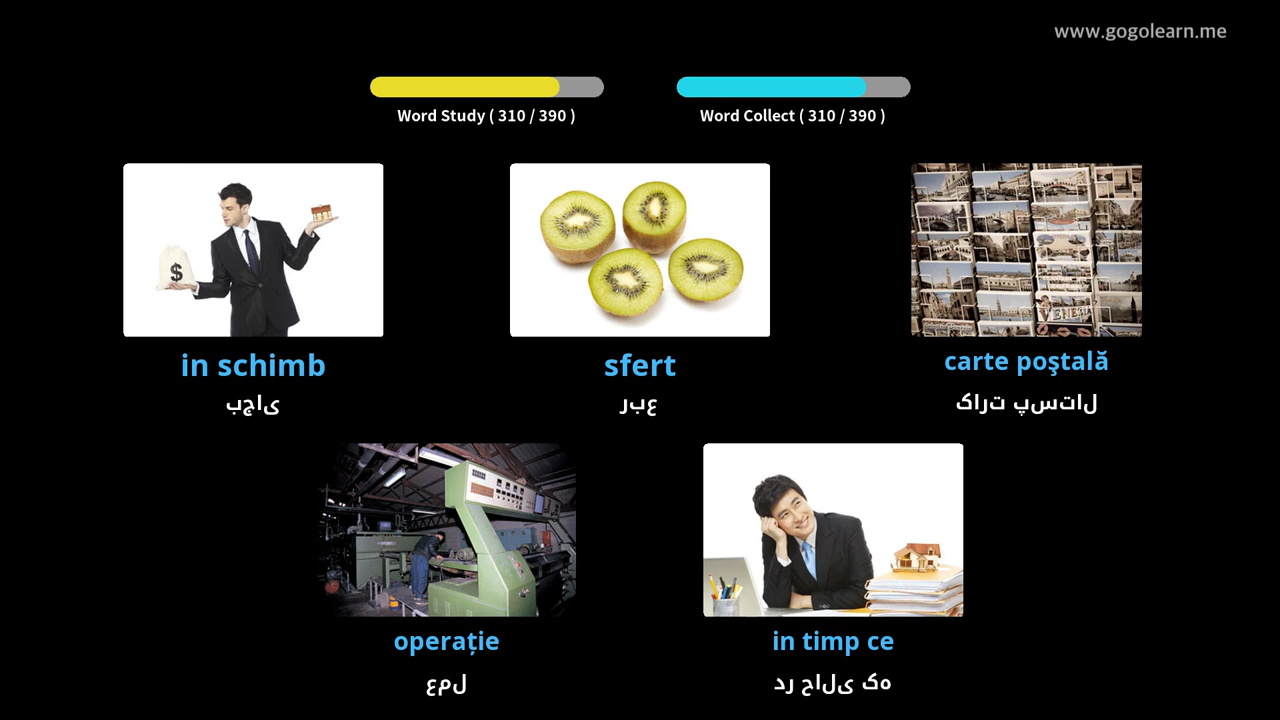 www.gogolearn.me
Word Study ( 310 / 390 )
Word Collect ( 310 / 390 )
in schimb
بجای
sfert
ربع
carte poştală
کارت پستال
operație
عمل
in timp ce
در حالی که